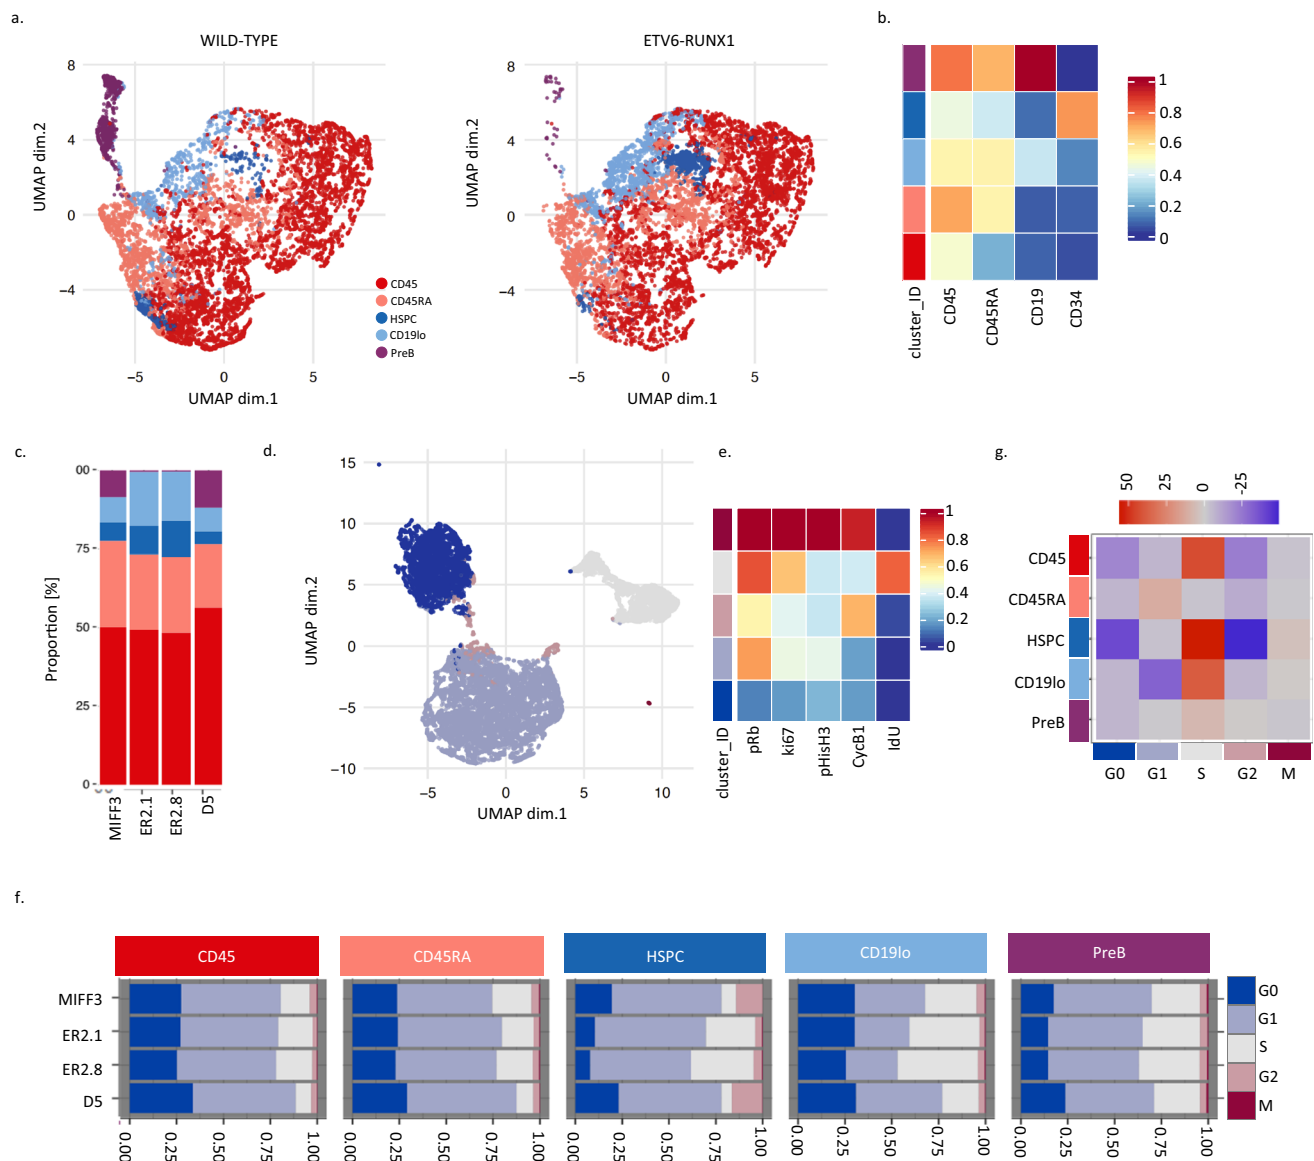 a.
WILD-TYPE
ETV6-RUNX1
8
4
0
−4
UMAP dim.2
−5
0
5
UMAP dim.1
CD45
CD45RA
HSPC
CD19lo
PreB
8
4
0
−4
UMAP dim.2
−5
0
5
UMAP dim.1
b.
cluster_ID
CD45
CD45RA
CD19
CD34
1
0.8
0.6
0.4
0.2
0
c.
Proportion [%]
00
75
50
25
0
MIFF3
ER2.1
ER2.8
D5
d.
UMAP dim.2
15
10
5
0
−5
−10
−5
0
5
10
UMAP dim.1
e.
cluster_ID
pRb
ki67
pHisH3
CycB1
IdU
1
0.8
0.6
0.4
0.2
0
g.
50
25
0
-25
CD45
CD45RA
HSPC
CD19lo
PreB
G0
G1
S
G2
M
f.
CD45
CD45RA
HSPC
CD19lo
PreB
MIFF3
ER2.1
ER2.8
D5
0.00
0.25
0.50
0.75
1.00
0.00
0.25
0.50
0.75
1.00
0.00
0.25
0.50
0.75
1.00
0.00
0.25
0.50
0.75
1.00
0.00
0.25
0.50
0.75
1.00
G0
G1
S
G2
M